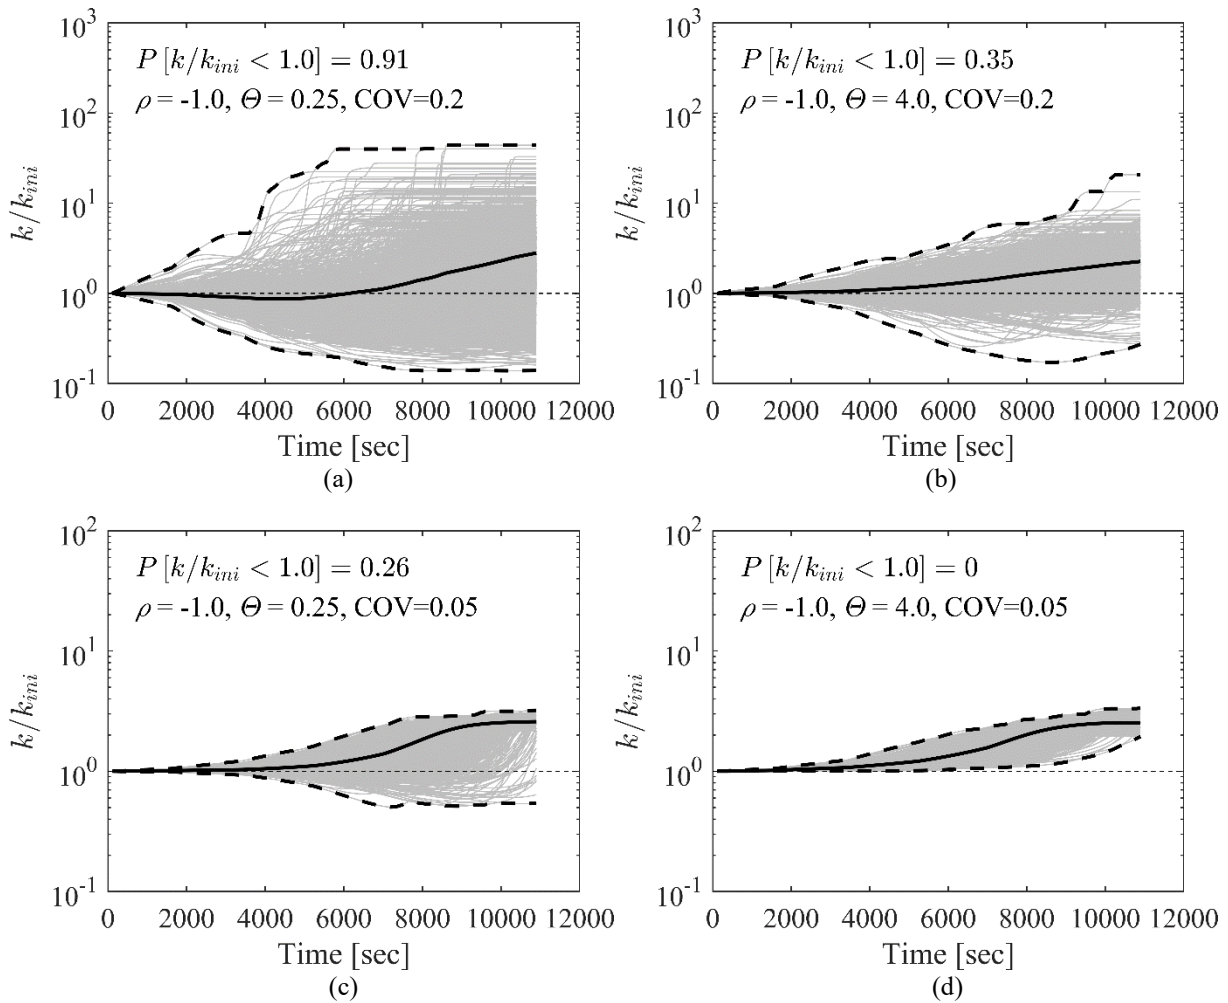 10^3
10^2
10^1
10^0
10^-1
k/k_ini
P [k/k_ini < 1.0] = 0.91
ρ = -1.0, Θ = 0.25, COV=0.2
0 2000 4000 6000 8000 10000 12000
Time [sec]
(a)
10^3
10^2
10^1
10^0
10^-1
k/k_ini
P [k/k_ini < 1.0] = 0.35
ρ = -1.0, Θ = 4.0, COV=0.2
0 2000 4000 6000 8000 10000 12000
Time [sec]
(b)
10^2
10^1
10^0
10^-1
k/k_ini
P [k/k_ini < 1.0] = 0.26
ρ = -1.0, Θ = 0.25, COV=0.05
0 2000 4000 6000 8000 10000 12000
Time [sec]
(c)
10^2
10^1
10^0
10^-1
k/k_ini
P [k/k_ini < 1.0] = 0
ρ = -1.0, Θ = 4.0, COV=0.05
0 2000 4000 6000 8000 10000 12000
Time [sec]
(d)